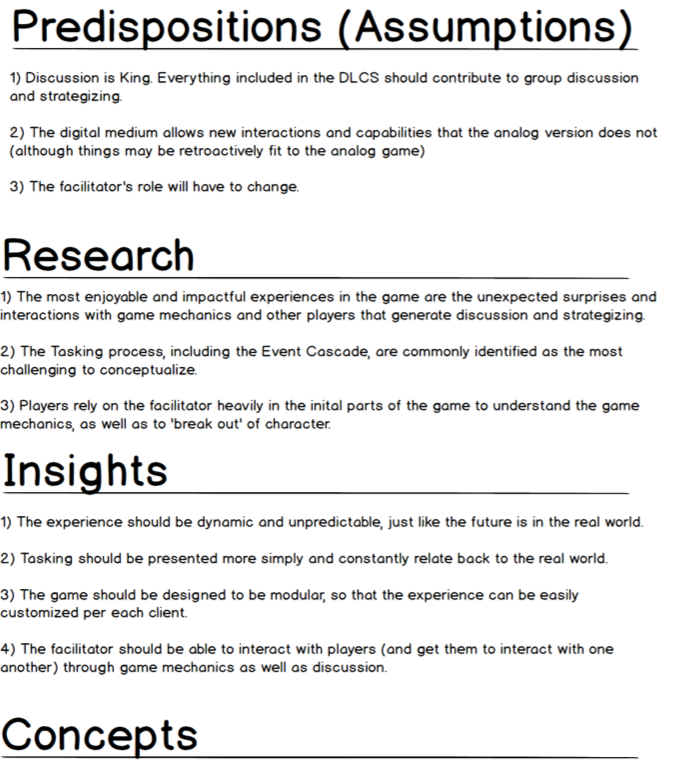 Predispositions (Assumptions)
1) Discussion is King. Everything included in the DLCS should contribute to group discussion
and strategizing.
2) The digital medium allows new interactions and capabilities that the analog version does not
(although things may be retroactively fit to the analog game)
3) The facilitator's role will have to change.
Research
1) The most enjoyable and impactful experiences in the game are the unexpected surprises and
interactions with game mechanics and other players that generate discussion and strategizing.
2) The Tasking process, including the Event Cascade, are commonly identified as the most
challenging to conceptualize.
3) Players rely on the facilitator heavily in the inital parts of the game to understand the game
mechanics, as well as to 'break out' of character.
Insights
1) The experience should be dynamic and unpredictable, just like the future is in the real world.
2) Tasking should be presented more simply and constantly relate back to the real world.
3) The game should be designed to be modular, so that the experience can be easily
customized per each client.
4) The facilitator should be able to interact with players (and get them to interact with one
another) through game mechanics as well as discussion.
Concepts